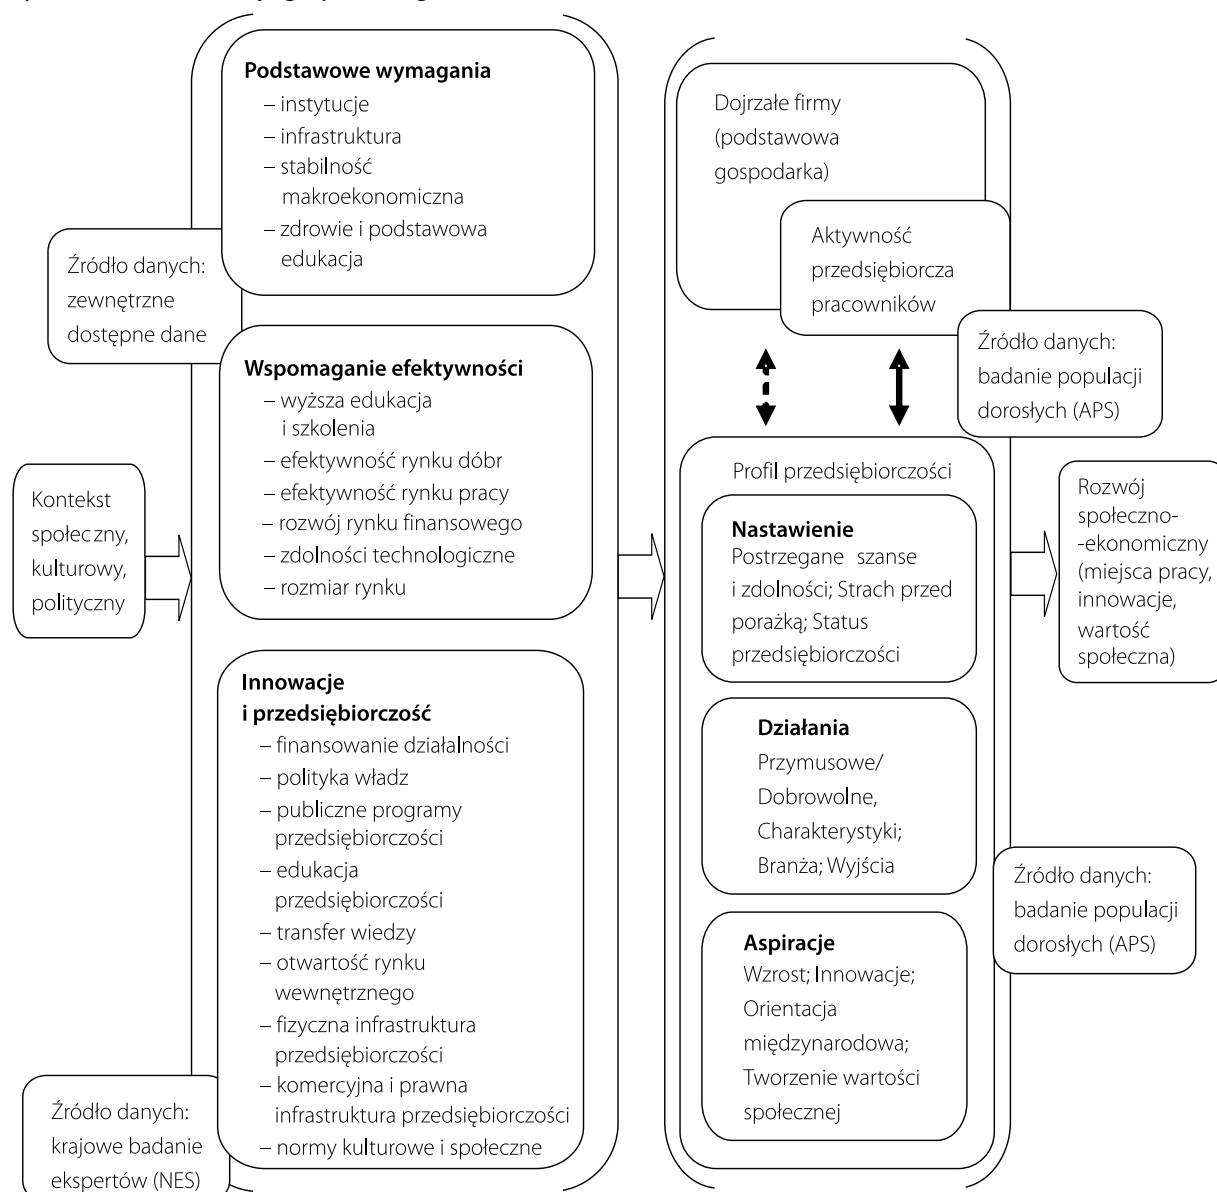 Podstawowe wymagania
– instytucje
– infrastruktura
– stabilność
makroekonomiczna
– zdrowie i podstawowa
edukacja
Źródło danych:
zewnętrzne
dostępne dane
Wspomaganie efektywności
– wyższa edukacja
i szkolenia
– efektywność rynku dóbr
– efektywność rynku pracy
– rozwój rynku finansowego
– zdolności technologiczne
– rozmiar rynku
Kontekst
społeczny,
kulturowy,
polityczny
Innowacje
i przedsiębiorczość
– finansowanie działalności
– polityka władz
– publiczne programy
przedsiębiorczości
– edukacja
przedsiębiorczości
– transfer wiedzy
– otwartość rynku
wewnętrznego
– fizyczna infrastruktura
przedsiębiorczości
– komercyjna i prawna
infrastruktura przedsiębiorczości
– normy kulturowe i społeczne
Źródło danych:
krajowe badanie
ekspertów (NES)
Dojrzałe firmy
(podstawowa
gospodarka)
Aktywność
przedsiębiorcza
pracowników
Źródło danych:
badanie populacji
dorosłych (APS)
Profil przedsiębiorczości
Nastawienie
Postrzegane szanse
i zdolności; Strach przed
porażką; Status
przedsiębiorczości
Działania
Przymusowe/
Dobrowolne,
Charakterystyki;
Branża; Wyjścia
Aspiracje
Wzrost; Innowacje;
Orientacja
międzynarodowa;
Tworzenie wartości
społecznej
Źródło danych:
badanie populacji
dorosłych (APS)
Rozwój
społeczno-
-ekonomiczny
(miejsca pracy,
innowacje,
wartość
społeczna)